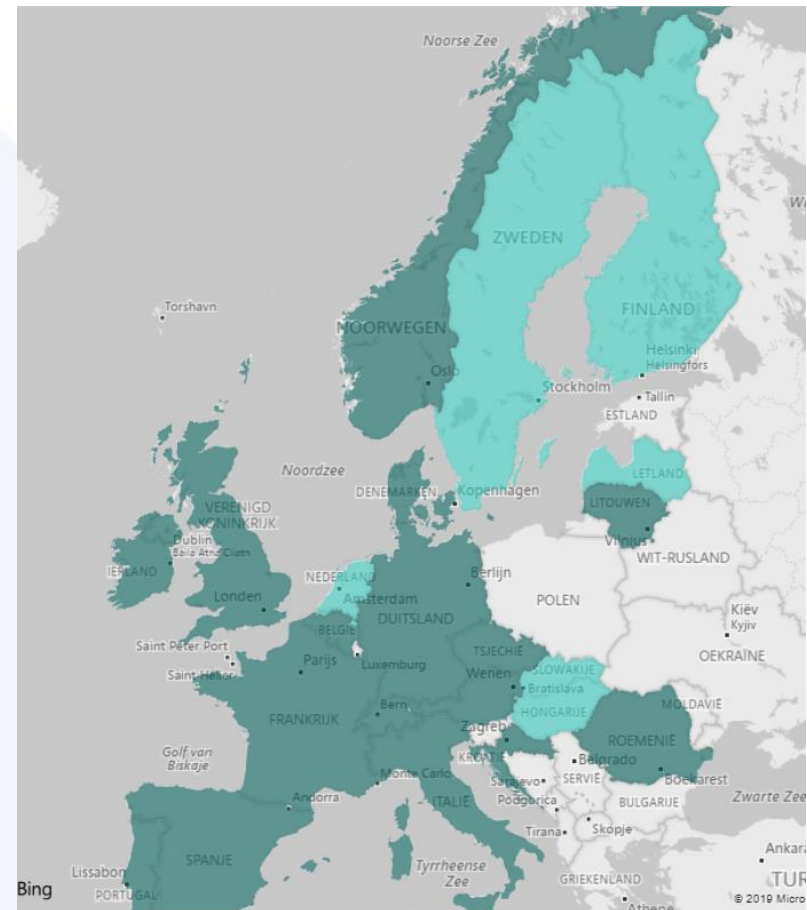 Noorse Zee
Torshavn
ZWEDEN
FINLAND
NOORWEGEN
Oslo
Helsinki
Helsingfors
Stockholm
Tallin
ESTLAND
Noordzee
DENEMARKEN
Kopenhagen
LETLAND
LITOUWEN
Vilnius
WIT-RUSLAND
VERENIGD
KONINKRIJK
Dublin
Baile Átha Cliath
IERLAND
Londen
NEDERLAND
Amsterdam
Berlijn
DUITSLAND
POLEN
BELGIË
Kiëv
Kyjiv
OEKRAÏNE
Saint Peter Port
Saint Helier
Parijs
Luxemburg
TSJECHIË
Wenen
SLOWAKIJE
Bratislava
HONGARIJE
MOLDAVIË
FRANKRIJK
Bern
Zagreb
KROATIË
ROEMENIË
Boekarest
Golf van
Biskaje
Monte Carlo
ITALIË
Belgrado
SERVIË
Sarajevo
Podgorica
BULGARIJE
Zwarte Zee
Andorra
Skopje
Tirana
Lissabon
PORTUGAL
SPANJE
Tyrrheense
Zee
GRIEKENLAND
Athene
Ankara
TUR
Bing
© 2019 Micro